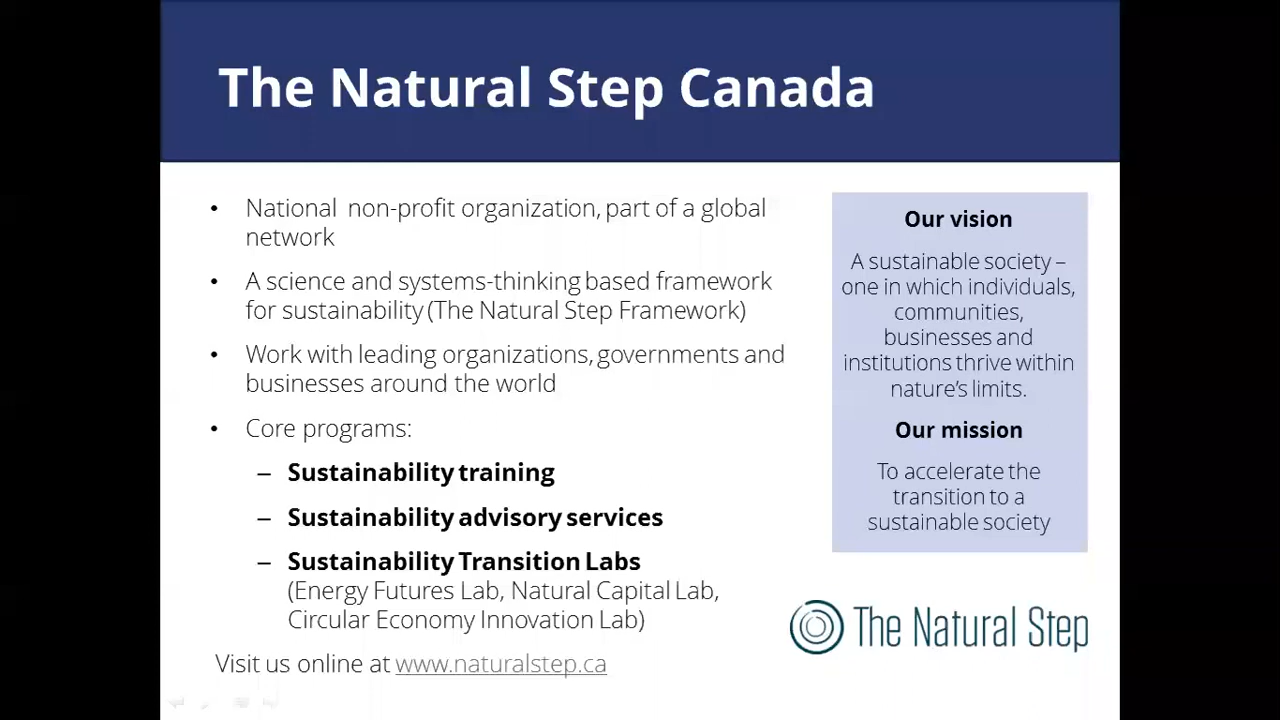 The Natural Step Canada
• National non-profit organization, part of a global
network
• A science and systems-thinking based framework
for sustainability (The Natural Step Framework)
• Work with leading organizations, governments and
businesses around the world
• Core programs:
– Sustainability training
– Sustainability advisory services
– Sustainability Transition Labs
(Energy Futures Lab, Natural Capital Lab,
Circular Economy Innovation Lab)
Visit us online at www.naturalstep.ca
Our vision
A sustainable society –
one in which individuals,
communities,
businesses and
institutions thrive within
nature's limits.
Our mission
To accelerate the
transition to a
sustainable society
The Natural Step